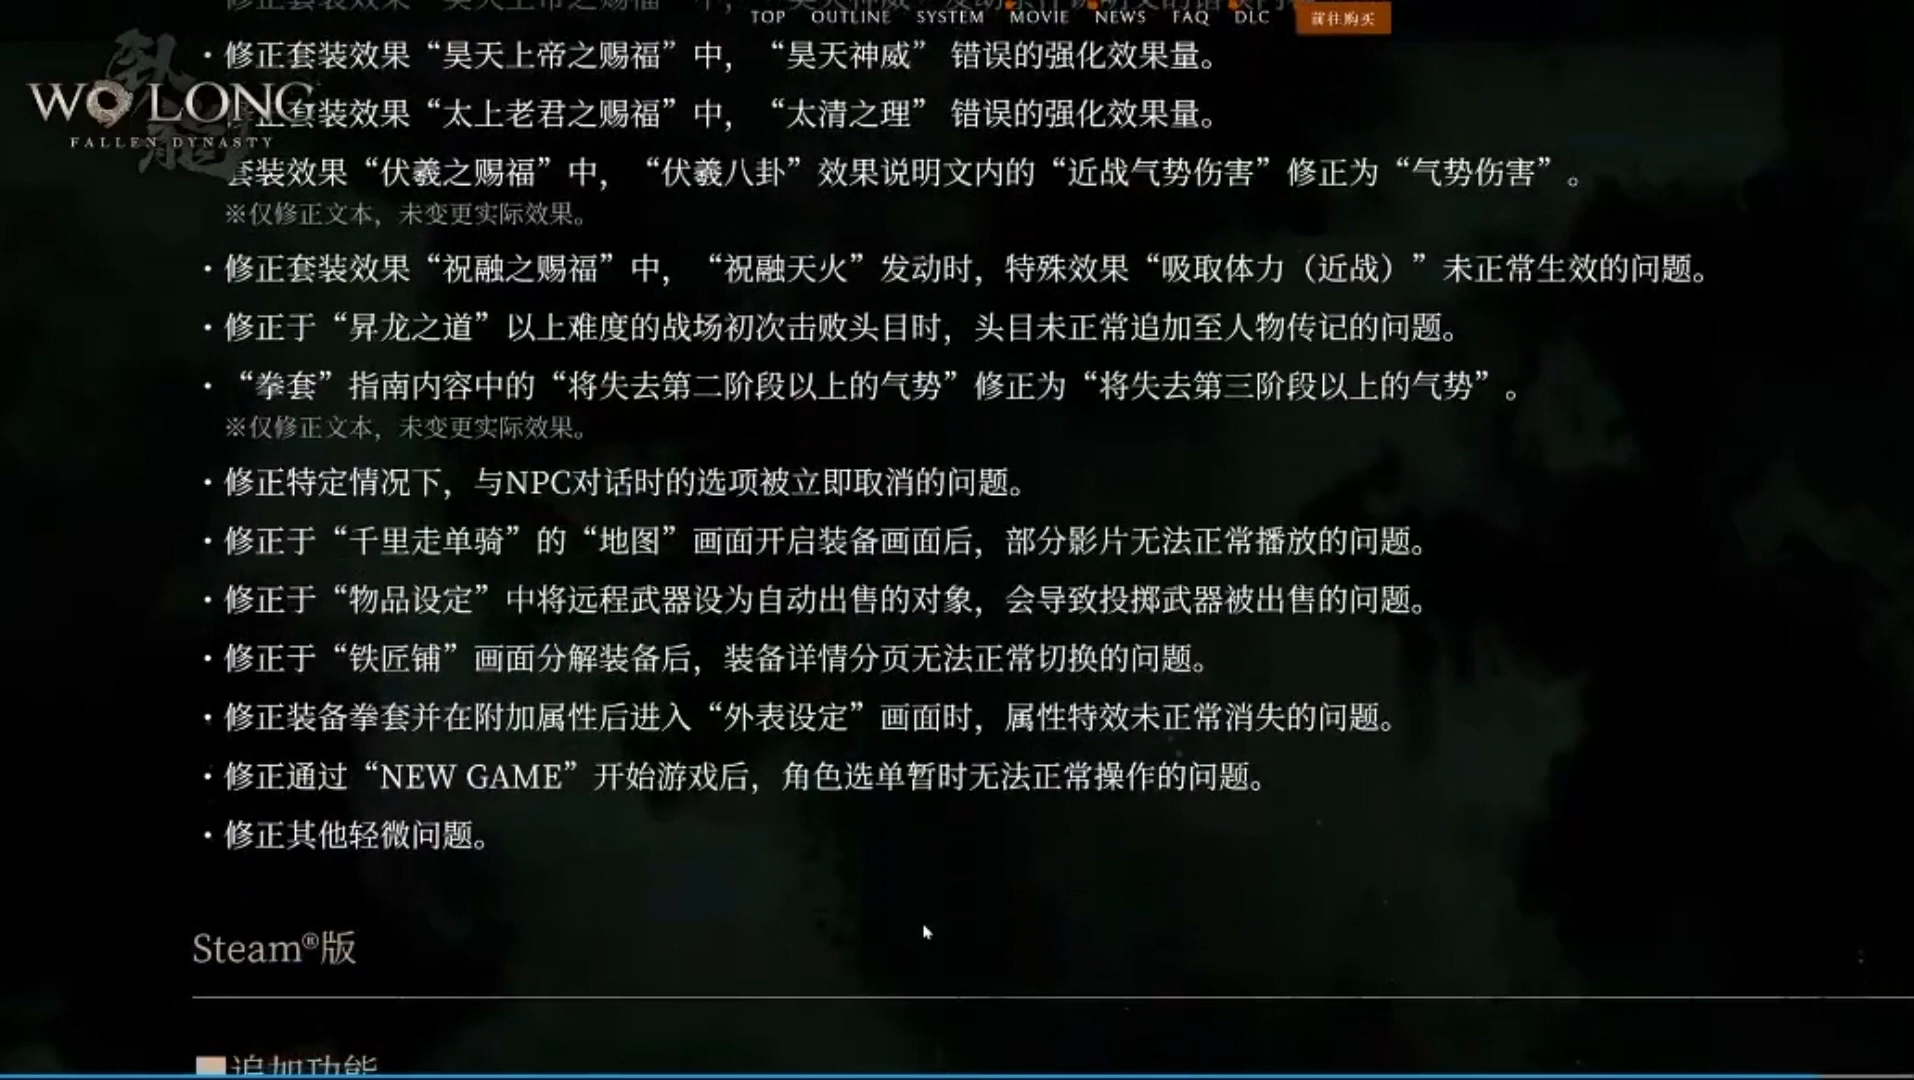 TOP OUTLINE SYSTEM MOVIE NEWS FAQ DLC 前往购买
・修正套装效果“昊天上帝之赐福”中，“昊天神威” 错误的强化效果量。
WO LONG
FALLEN DYNASTY
套装效果“太上老君之赐福”中，“太清之理” 错误的强化效果量。
套装效果“伏羲之赐福”中，“伏羲八卦”效果说明文内的“近战气势伤害”修正为“气势伤害”。
※仅修正文本，未变更实际效果。
・修正套装效果“祝融之赐福”中，“祝融天火”发动时，特殊效果“吸取体力（近战）”未正常生效的问题。
・修正于“昇龙之道”以上难度的战场初次击败头目时，头目未正常追加至人物传记的问题。
・“拳套”指南内容中的“将失去第二阶段以上的气势”修正为“将失去第三阶段以上的气势”。
※仅修正文本，未变更实际效果。
・修正特定情况下，与NPC对话时的选项被立即取消的问题。
・修正于“千里走单骑”的“地图”画面开启装备画面后，部分影片无法正常播放的问题。
・修正于“物品设定”中将远程武器设为自动出售的对象，会导致投掷武器被出售的问题。
・修正于“铁匠铺”画面分解装备后，装备详情分页无法正常切换的问题。
・修正装备拳套并在附加属性后进入“外表设定”画面时，属性特效未正常消失的问题。
・修正通过“NEW GAME”开始游戏后，角色选单暂时无法正常操作的问题。
・修正其他轻微问题。
Steam®版
■追加功能